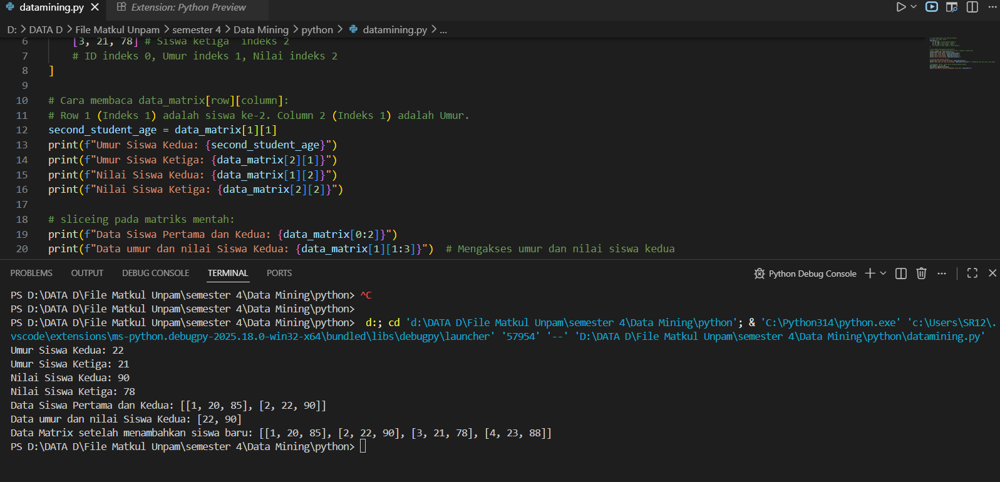 datamining.py
Extension: Python Preview
D: > DATA D > File Matkul Unpam > semester 4 > Data Mining > python > datamining.py > ...
6 [3, 21, 78] # Siswa ketiga  indeks 2
7 # ID indeks 0, Umur indeks 1, Nilai indeks 2
8 ]
9
10 # Cara membaca data_matrix[row][column]:
11 # Row 1 (Indeks 1) adalah siswa ke-2. Column 2 (Indeks 1) adalah Umur.
12 second_student_age = data_matrix[1][1]
13 print(f"Umur Siswa Kedua: {second_student_age}")
14 print(f"Umur Siswa Ketiga: {data_matrix[2][1]}")
15 print(f"Nilai Siswa Kedua: {data_matrix[1][2]}")
16 print(f"Nilai Siswa Ketiga: {data_matrix[2][2]}")
17
18 # sliceing pada matriks mentah:
19 print(f"Data Siswa Pertama dan Kedua: {data_matrix[0:2]}")
20 print(f"Data umur dan nilai Siswa Kedua: {data_matrix[1][1:3]}")  # Mengakses umur dan nilai siswa kedua
PROBLEMS OUTPUT DEBUG CONSOLE TERMINAL PORTS
Python Debug Console
PS D:\DATA D\File Matkul Unpam\semester 4\Data Mining\python> ^C
PS D:\DATA D\File Matkul Unpam\semester 4\Data Mining\python>
PS D:\DATA D\File Matkul Unpam\semester 4\Data Mining\python>  d:; cd 'd:\DATA D\File Matkul Unpam\semester 4\Data Mining\python'; & 'C:\Python314\python.exe' 'c:\Users\SR12\.
vscode\extensions\ms-python.debugpy-2025.18.0-win32-x64\bundled\libs\debugpy\launcher' '57954' '--' 'D:\DATA D\File Matkul Unpam\semester 4\Data Mining\python\datamining.py'
Umur Siswa Kedua: 22
Umur Siswa Ketiga: 21
Nilai Siswa Kedua: 90
Nilai Siswa Ketiga: 78
Data Siswa Pertama dan Kedua: [[1, 20, 85], [2, 22, 90]]
Data umur dan nilai Siswa Kedua: [22, 90]
Data Matrix setelah menambahkan siswa baru: [[1, 20, 85], [2, 22, 90], [3, 21, 78], [4, 23, 88]]
PS D:\DATA D\File Matkul Unpam\semester 4\Data Mining\python>